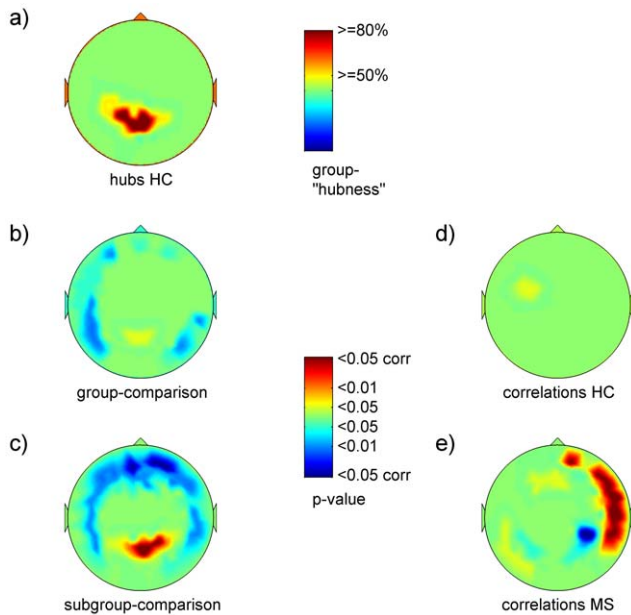 a)
>=80%
>=50%
group-
"hubness"
hubs HC
b)
group-comparison
d)
correlations HC
<0.05 corr
<0.01
<0.05
<0.05
<0.01
<0.05 corr
p-value
c)
subgroup-comparison
e)
correlations MS